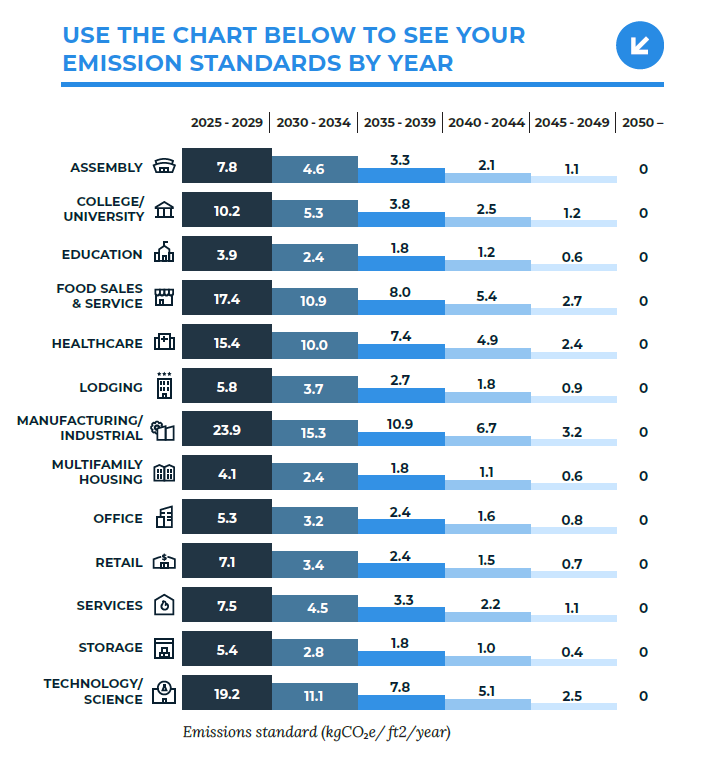 USE THE CHART BELOW TO SEE YOUR
EMISSION STANDARDS BY YEAR
2025 - 2029 2030 - 2034 2035 - 2039 2040 - 2044 2045 - 2049 2050 –
ASSEMBLY 7.8 4.6 3.3 2.1 1.1 0
COLLEGE/
UNIVERSITY 10.2 5.3 3.8 2.5 1.2 0
EDUCATION 3.9 2.4 1.8 1.2 0.6 0
FOOD SALES
& SERVICE 17.4 10.9 8.0 5.4 2.7 0
HEALTHCARE 15.4 10.0 7.4 4.9 2.4 0
LODGING 5.8 3.7 2.7 1.8 0.9 0
MANUFACTURING/
INDUSTRIAL 23.9 15.3 10.9 6.7 3.2 0
MULTIFAMILY
HOUSING 4.1 2.4 1.8 1.1 0.6 0
OFFICE 5.3 3.2 2.4 1.6 0.8 0
RETAIL 7.1 3.4 2.4 1.5 0.7 0
SERVICES 7.5 4.5 3.3 2.2 1.1 0
STORAGE 5.4 2.8 1.8 1.0 0.4 0
TECHNOLOGY/
SCIENCE 19.2 11.1 7.8 5.1 2.5 0
Emissions standard (kgCO₂e/ ft2/year)